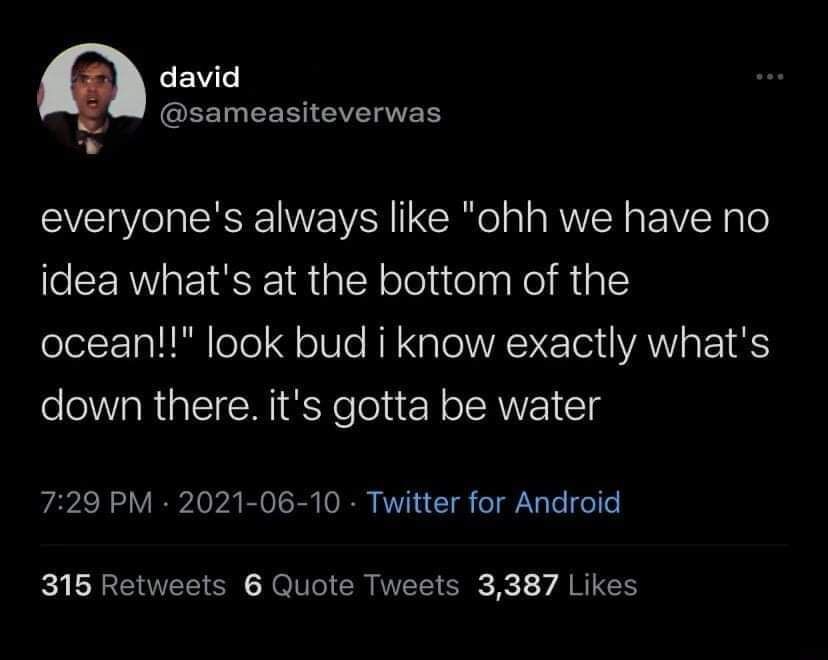 david
@sameasiteverwas
everyone's always like "ohh we have no
idea what's at the bottom of the
ocean!!" look bud i know exactly what's
down there. it's gotta be water
7:29 PM · 2021-06-10 · Twitter for Android
315 Retweets 6 Quote Tweets 3,387 Likes